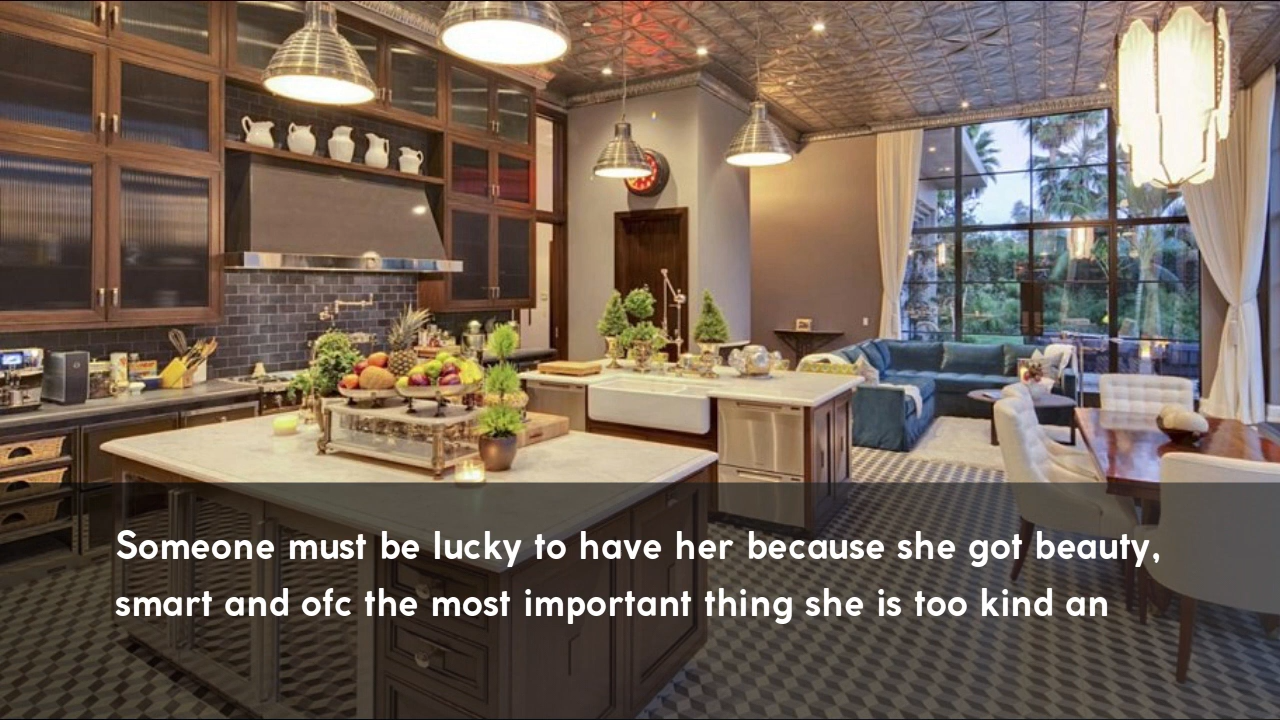 Someone must be lucky to have her because she got beauty,
smart and ofc the most important thing she is too kind an